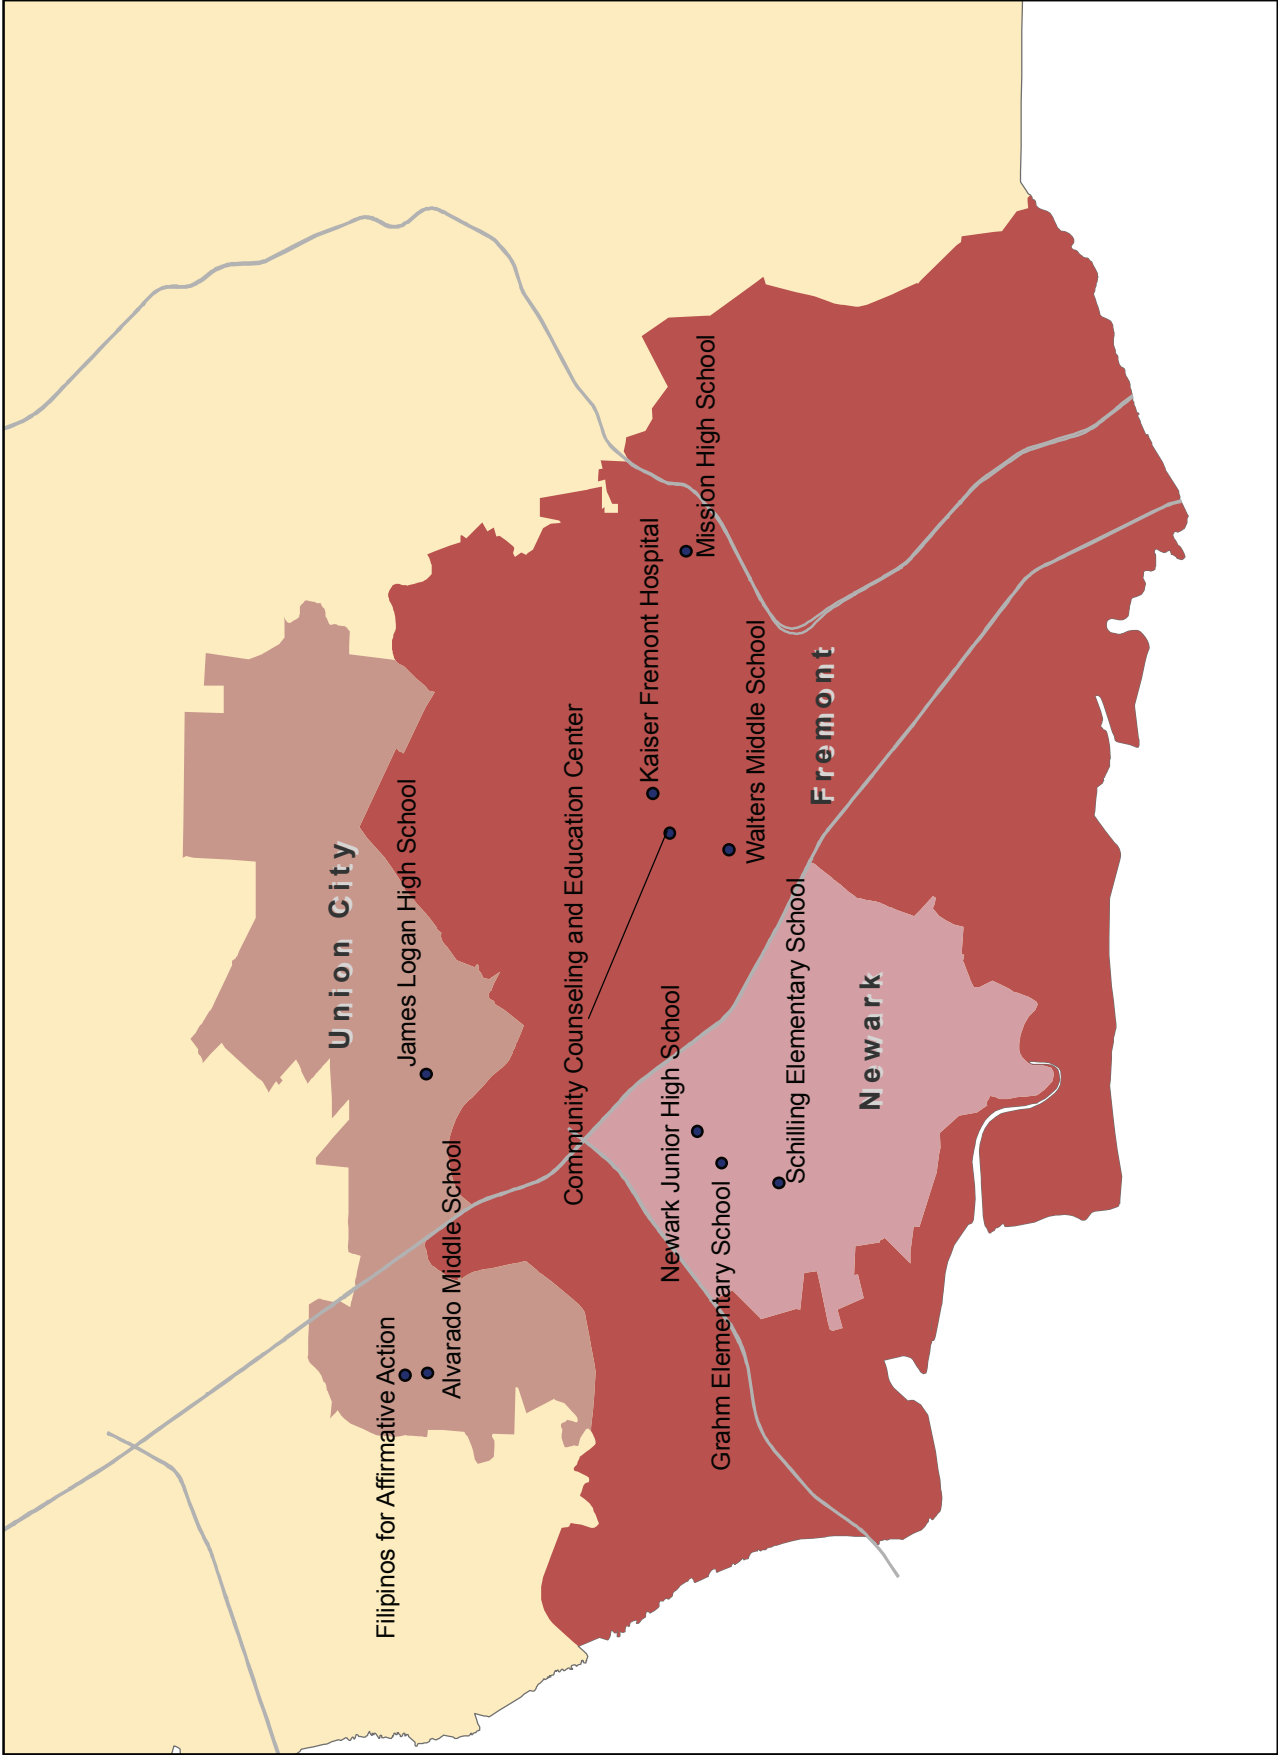 Union City
James Logan High School
Filipinos for Affirmative Action
Alvarado Middle School
Community Counseling and Education Center
Kaiser Fremont Hospital
Mission High School
Walters Middle School
Fremont
Newark Junior High School
Grahm Elementary School
Schilling Elementary School
Newark